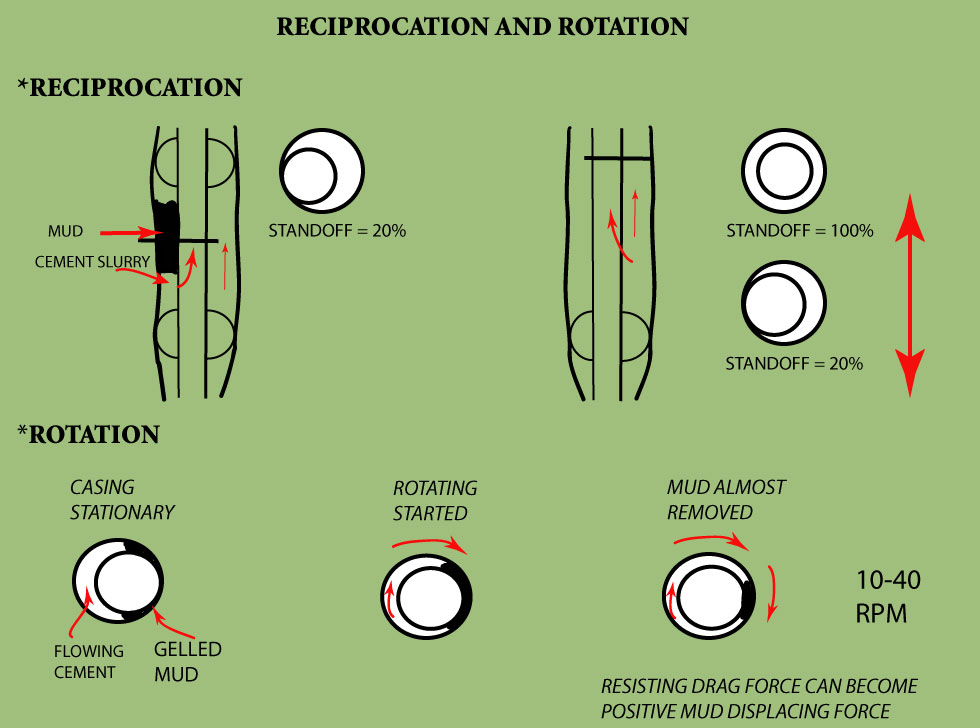 RECIPROCATION AND ROTATION
*RECIPROCATION
MUD
CEMENT SLURRY
STANDOFF = 20%
STANDOFF = 100%
STANDOFF = 20%
*ROTATION
CASING
STATIONARY
FLOWING
CEMENT
GELLED
MUD
ROTATING
STARTED
MUD ALMOST
REMOVED
10-40
RPM
RESISTING DRAG FORCE CAN BECOME
POSITIVE MUD DISPLACING FORCE